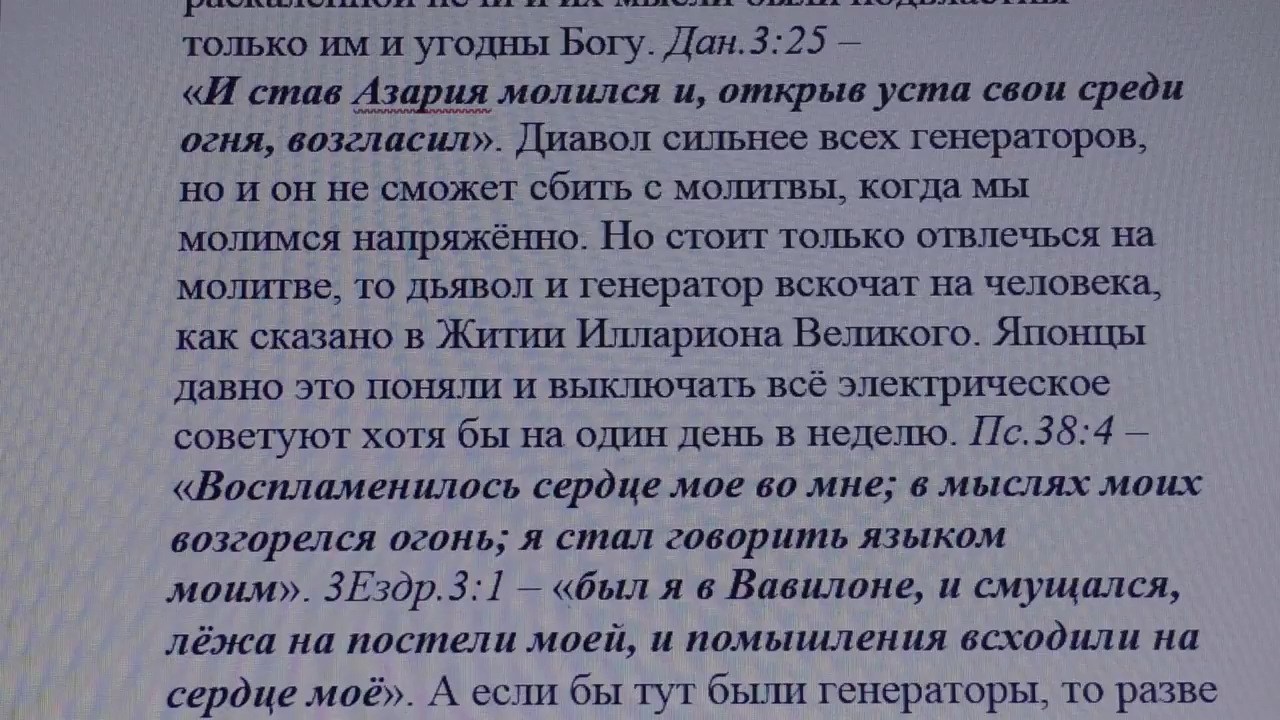 только им и угодны Богу. Дан.3:25 –
«И став Азария молился и, открыв уста свои среди
огня, возгласил». Диавол сильнее всех генераторов,
но и он не сможет сбить с молитвы, когда мы
молимся напряжённо. Но стоит только отвлечься на
молитве, то дьявол и генератор вскочат на человека,
как сказано в Житии Иллариона Великого. Японцы
давно это поняли и выключать всё электрическое
советуют хотя бы на один день в неделю. Пс.38:4 –
«Воспламенилось сердце мое во мне; в мыслях моих
возгорелся огонь; я стал говорить языком
моим». 3Ездр.3:1 – «был я в Вавилоне, и смущался,
лёжа на постели моей, и помышления всходили на
сердце моё». А если бы тут были генераторы, то разве